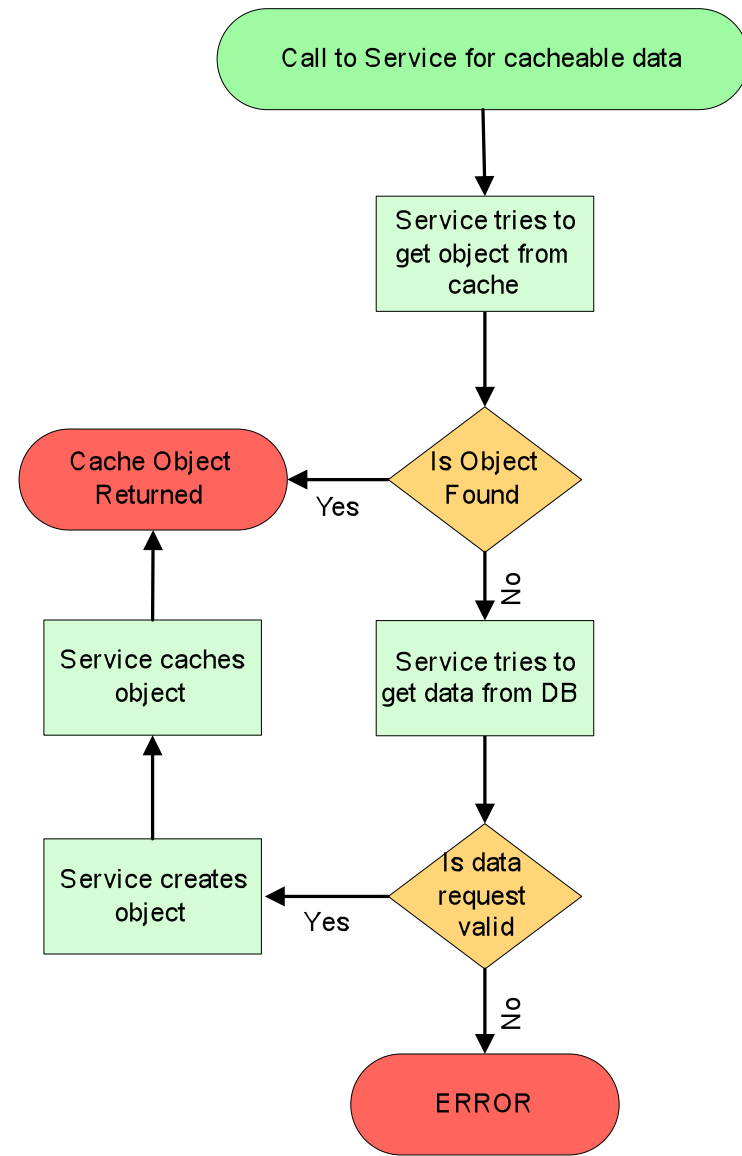 Call to Service for cacheable data
Service tries to
get object from
cache
Is Object
Found
Yes
Cache Object
Returned
No
Service tries to
get data from DB
Is data
request
valid
Yes
Service creates
object
Service caches
object
No
ERROR